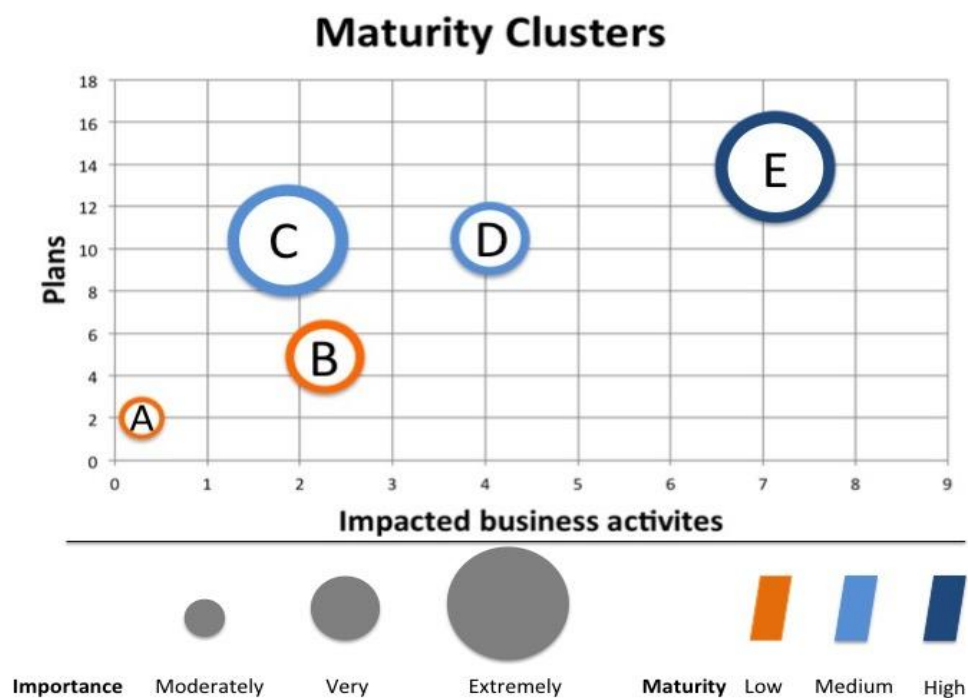 Maturity Clusters
18
16
14
12
10
8
6
4
2
0
Plans
E
C
D
B
A
0 1 2 3 4 5 6 7 8 9
Impacted business activites
Importance Moderately Very Extremely Maturity Low Medium High